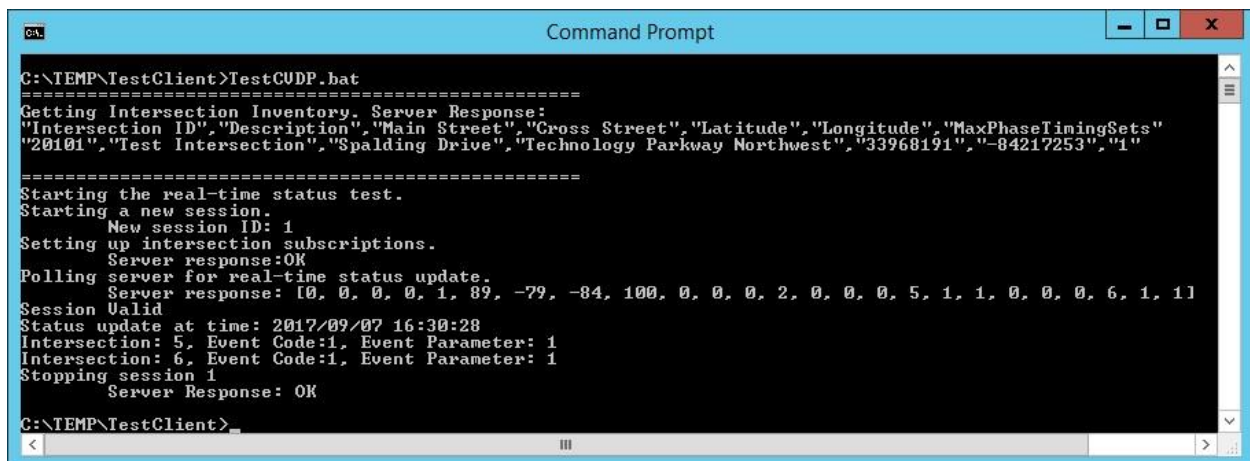 Command Prompt
C:\TEMP\TestClient>TestCVDP.bat
===================================================
Getting Intersection Inventory. Server Response:
"Intersection ID","Description","Main Street","Cross Street","Latitude","Longitude","MaxPhaseTimingSets"
"20101","Test Intersection","Spalding Drive","Technology Parkway Northwest","33968191","-84217253","1"
===================================================
Starting the real-time status test.
Starting a new session.
New session ID: 1
Setting up intersection subscriptions.
Server response:OK
Polling server for real-time status update.
Server response: [0, 0, 0, 0, 1, 89, -79, -84, 100, 0, 0, 0, 2, 0, 0, 0, 5, 1, 1, 0, 0, 0, 6, 1, 1]
Session Valid
Status update at time: 2017/09/07 16:30:28
Intersection: 5, Event Code:1, Event Parameter: 1
Intersection: 6, Event Code:1, Event Parameter: 1
Stopping session 1
Server Response: OK
C:\TEMP\TestClient>_